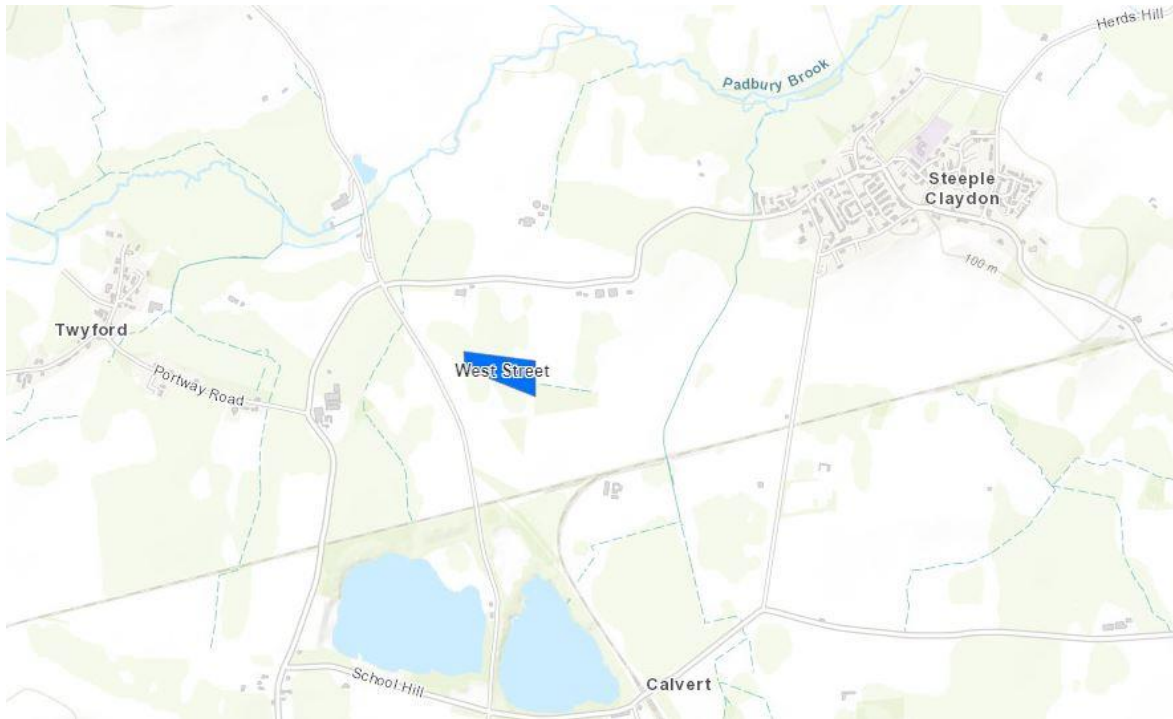 Herds Hill
Padbury Brook
Steeple
Claydon
100 m
Twyford
West Street
Portway Road
School Hill
Calvert